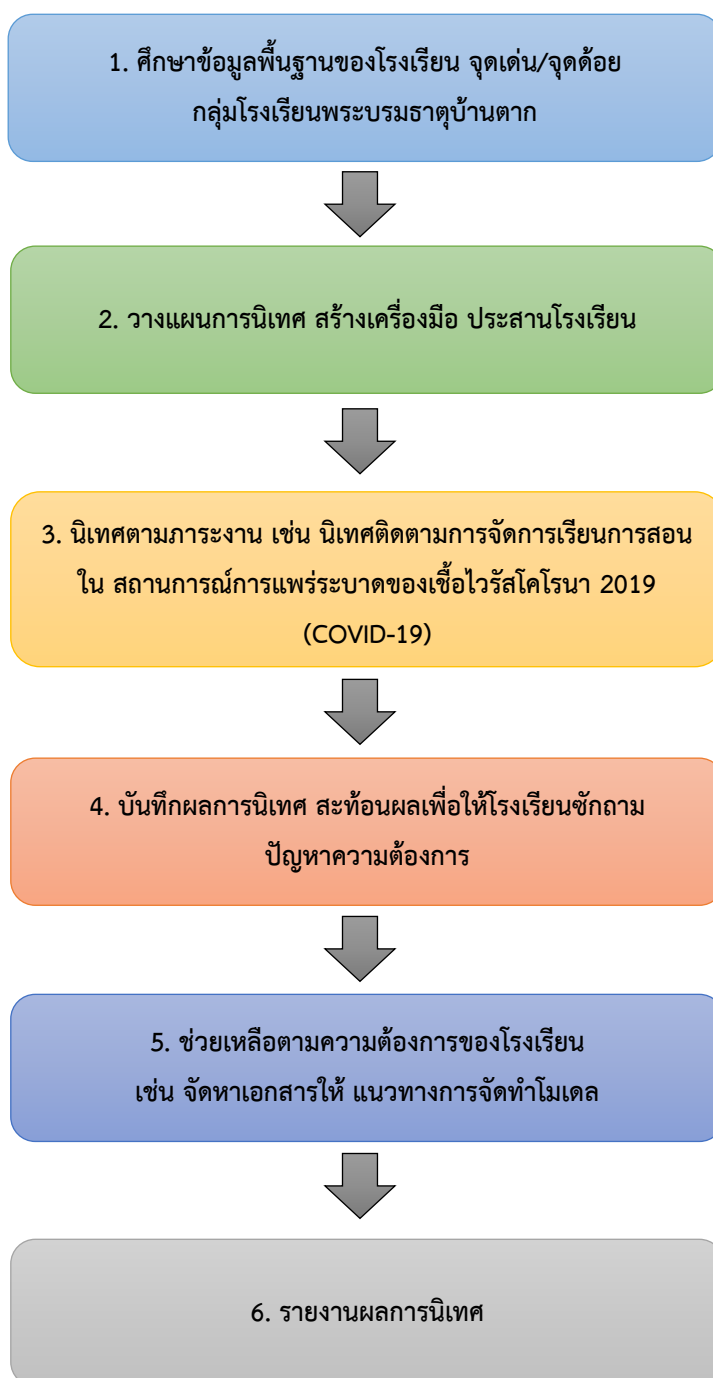 1. ศึกษาข้อมูลพื้นฐานของโรงเรียน จุดเด่น/จุดด้อย
กลุ่มโรงเรียนพระบรมธาตุบ้านตาก
2. วางแผนการนิเทศ สร้างเครื่องมือ ประสานโรงเรียน
3. นิเทศตามภาระงาน เช่น นิเทศติดตามการจัดการเรียนการสอน
ใน สถานการณ์การแพร่ระบาดของเชื้อไวรัสโคโรนา 2019
(COVID-19)
4. บันทึกผลการนิเทศ สะท้อนผลเพื่อให้โรงเรียนซักถาม
ปัญหาความต้องการ
5. ช่วยเหลือตามความต้องการของโรงเรียน
เช่น จัดหาเอกสารให้ แนวทางการจัดทำโมเดล
6. รายงานผลการนิเทศ